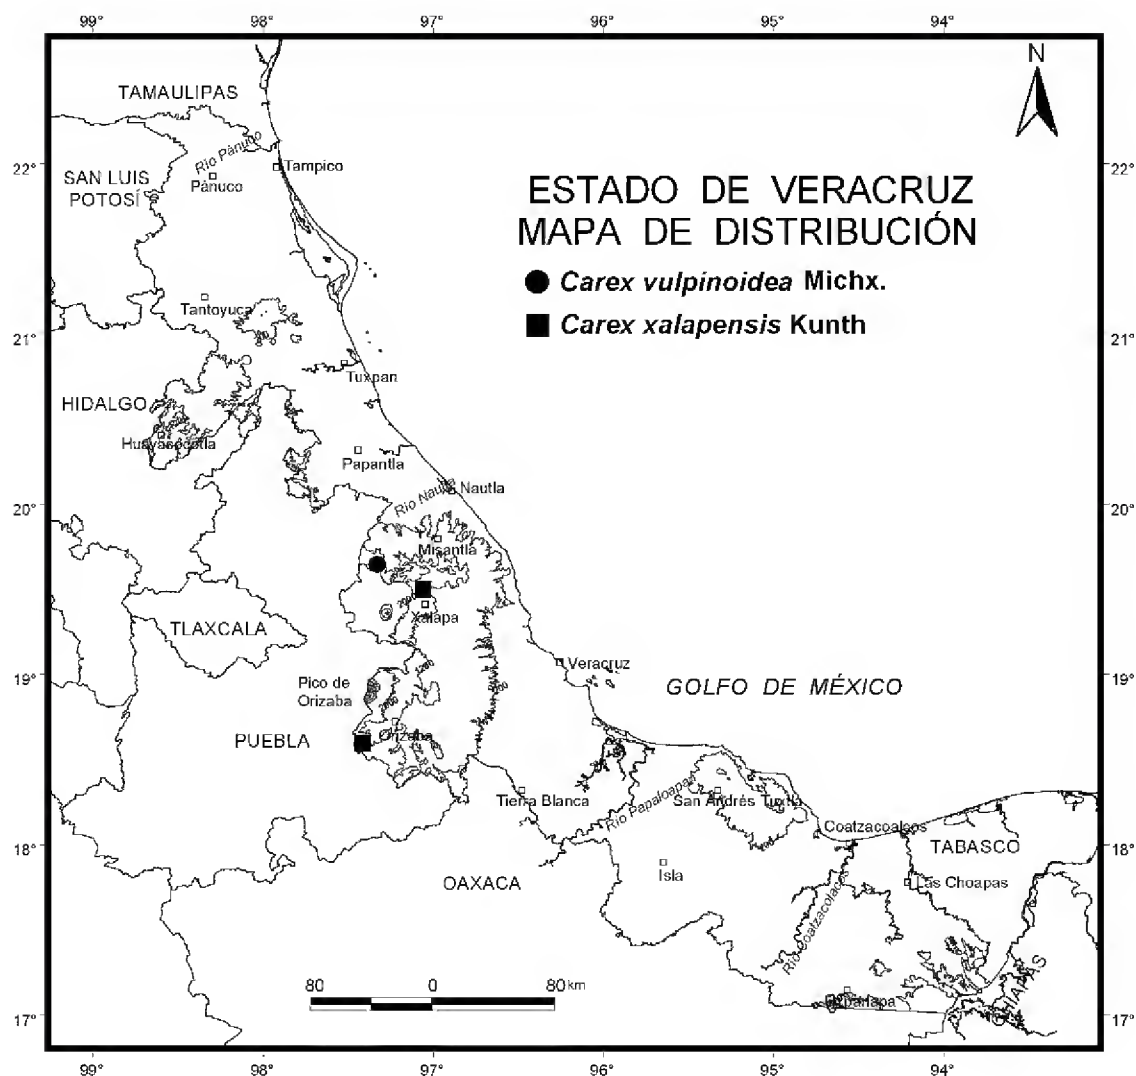 99° 98° 97° 96° 95° 94°
N
TAMAULIPAS
Río Pánuco
22° 22°
Tampico
SAN LUIS
POTOSÍ
Pánuco
ESTADO DE VERACRUZ
MAPA DE DISTRIBUCIÓN
Carex vulpinoidea Michx.
Carex xalapensis Kunth
Tantoyuca
21° 21°
Tuxpan
HIDALGO
Huayacocotla
Papantla
Río Nautla
Nautla
20° 20°
Misantla
Xalapa
TLAXCALA
Veracruz
19° 19°
Pico de
Orizaba
GOLFO DE MÉXICO
PUEBLA
Orizaba
Tierra Blanca
Río Papaloapan
San Andrés Tuxtla
Coatzacoalcos
18° 18°
TABASCO
OAXACA
Isla
Las Choapas
Río Coatzacoalcos
CHIAPAS
80 0 80 km
17° 17°
99° 98° 97° 96° 95° 94°